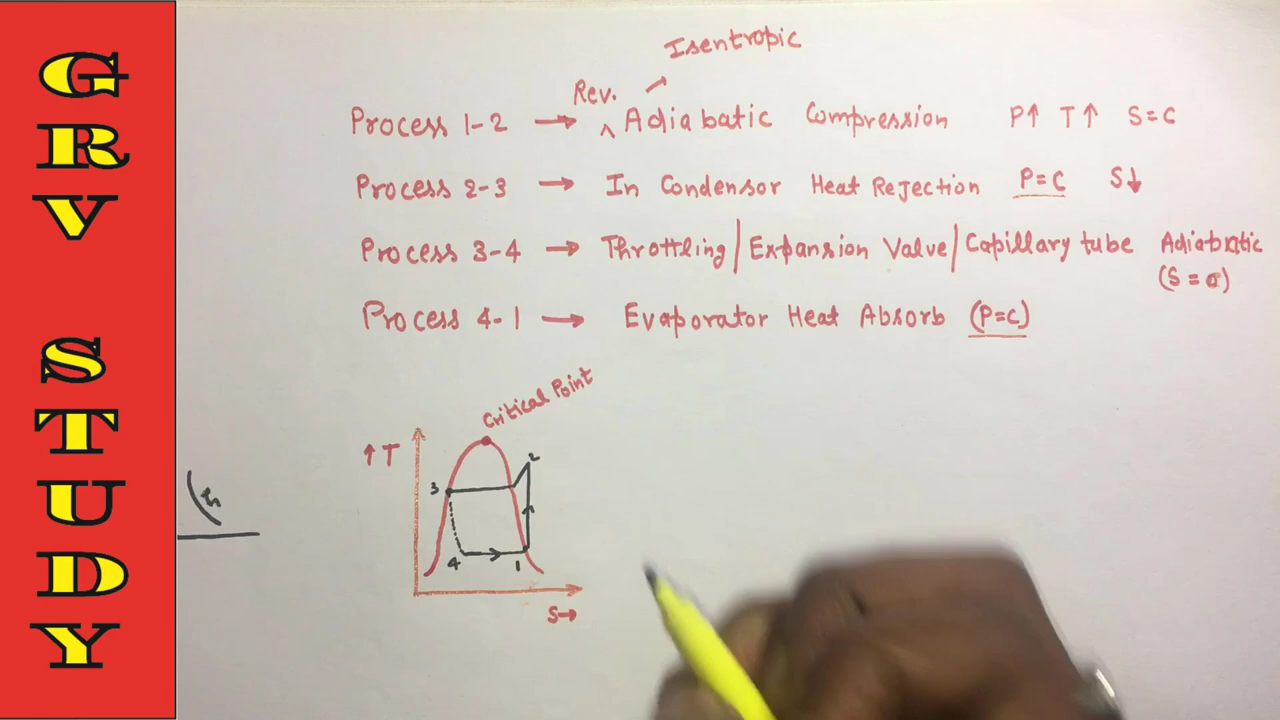 GRV STUDY
Isentropic
Rev.
Process 1-2 → ^ Adiabatic Compression P↑ T↑ S=C
Process 2-3 → In Condensor Heat Rejection P=C S↓
Process 3-4 → Throttling/Expansion Valve/Capillary tube Adiabatic
Process 4-1 → Evaporator Heat Absorb (P=C)
Critical Point
↑T
2
3
4
1
S→